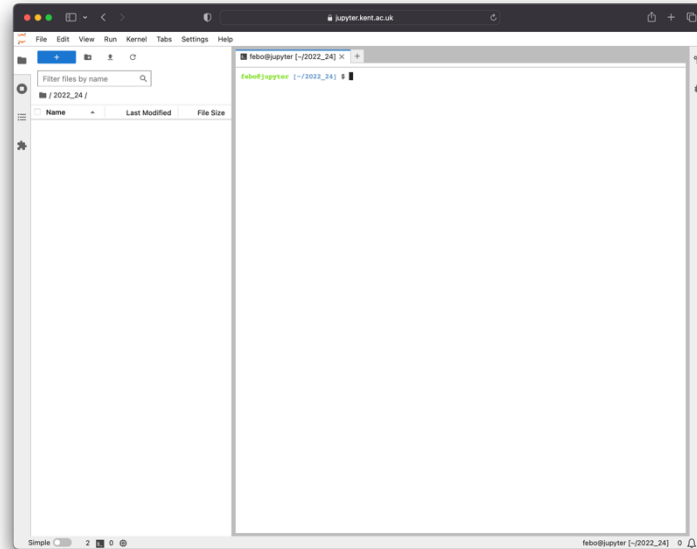 jupyter.kent.ac.uk
File Edit View Run Kernel Tabs Settings Help
+
Filter files by name
/ 2022_24 /
Name Last Modified File Size
febo@jupyter [~/2022_24] × +
febo@jupyter [~/2022_24] $
Simple 2 0 febo@jupyter [~/2022_24] 0